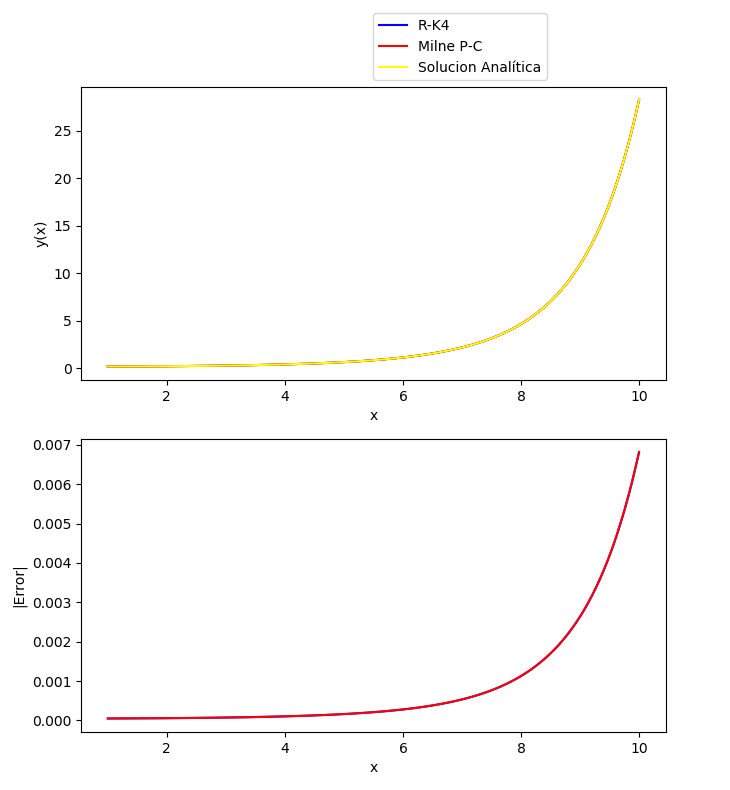 R-K4
Milne P-C
Solucion Analítica
25
20
15
10
5
0
y(x)
2 4 6 8 10
x
0.007
0.006
0.005
0.004
0.003
0.002
0.001
0.000
|Error|
2 4 6 8 10
x